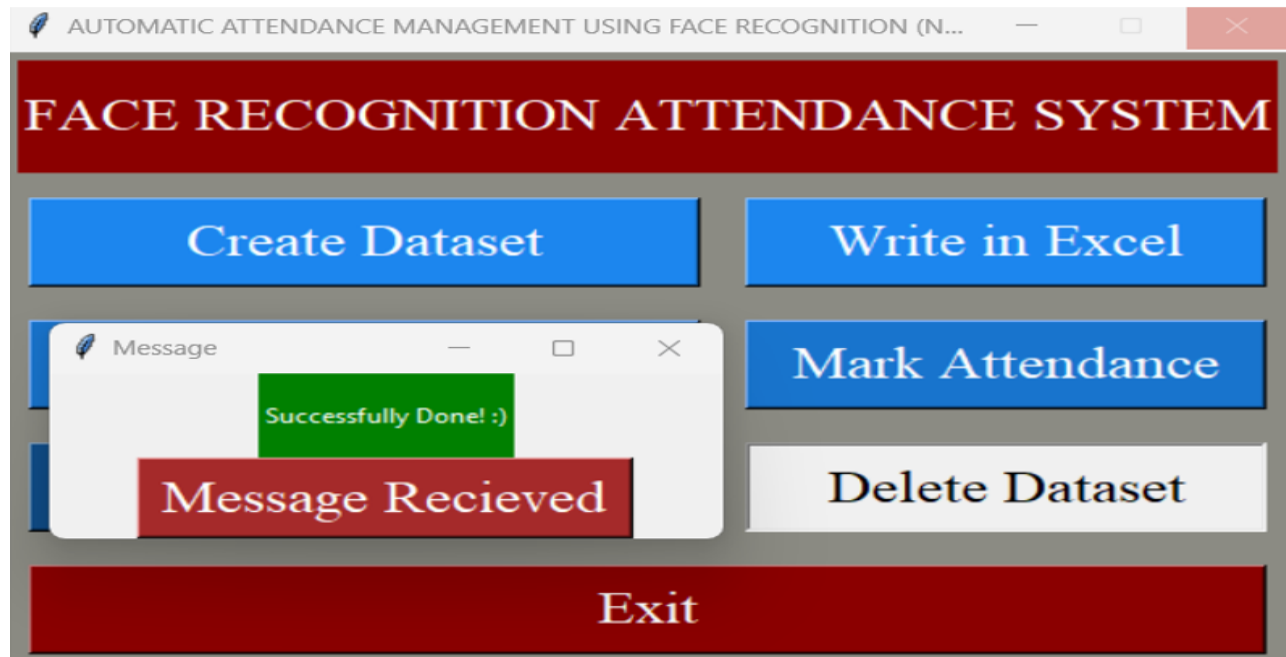 AUTOMATIC ATTENDANCE MANAGEMENT USING FACE RECOGNITION (N...
FACE RECOGNITION ATTENDANCE SYSTEM
Create Dataset
Write in Excel
Message
Mark Attendance
Successfully Done! :)
Message Recieved
Delete Dataset
Exit